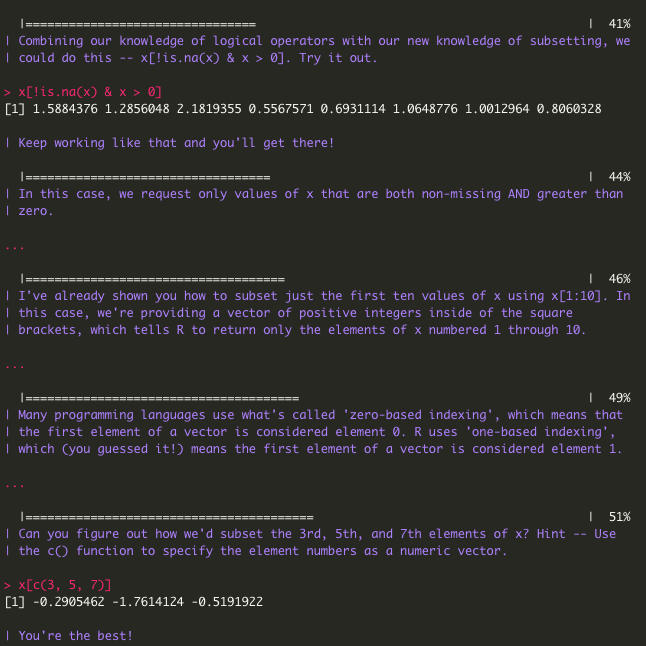 |================================ | 41%
| Combining our knowledge of logical operators with our new knowledge of subsetting, we
| could do this -- x[!is.na(x) & x > 0]. Try it out.
> x[!is.na(x) & x > 0]
[1] 1.5884376 1.2856048 2.1819355 0.5567571 0.6931114 1.0648776 1.0012964 0.8060328
| Keep working like that and you'll get there!
|================================== | 44%
| In this case, we request only values of x that are both non-missing AND greater than
| zero.
...
|==================================== | 46%
| I've already shown you how to subset just the first ten values of x using x[1:10]. In
| this case, we're providing a vector of positive integers inside of the square
| brackets, which tells R to return only the elements of x numbered 1 through 10.
...
|====================================== | 49%
| Many programming languages use what's called 'zero-based indexing', which means that
| the first element of a vector is considered element 0. R uses 'one-based indexing',
| which (you guessed it!) means the first element of a vector is considered element 1.
...
|======================================== | 51%
| Can you figure out how we'd subset the 3rd, 5th, and 7th elements of x? Hint -- Use
| the c() function to specify the element numbers as a numeric vector.
> x[c(3, 5, 7)]
[1] -0.2905462 -1.7614124 -0.5191922
| You're the best!